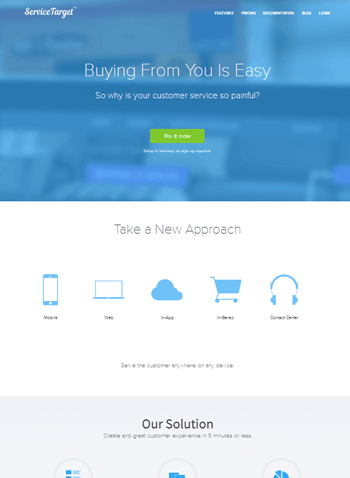 ServiceTarget™
FEATURES PRICING DOCUMENTATION BLOG LOGIN
Buying From You Is Easy
So why is your customer service so painful?
Fix it now
Setup in minutes, no sign-up required.
Take a New Approach
Mobile Web In-App In-Stores Contact Center
Serve the customer anywhere, on any device.
Our Solution
Create and great customer experience in 5 minutes or less.